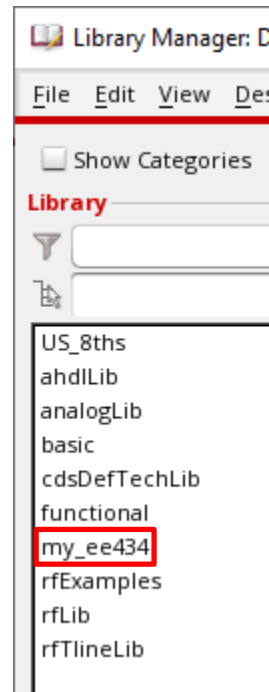 Library Manager: D
File Edit View Des
Show Categories
Library
US_8ths
ahdlLib
analogLib
basic
cdsDefTechLib
functional
my_ee434
rfExamples
rfLib
rfTlineLib